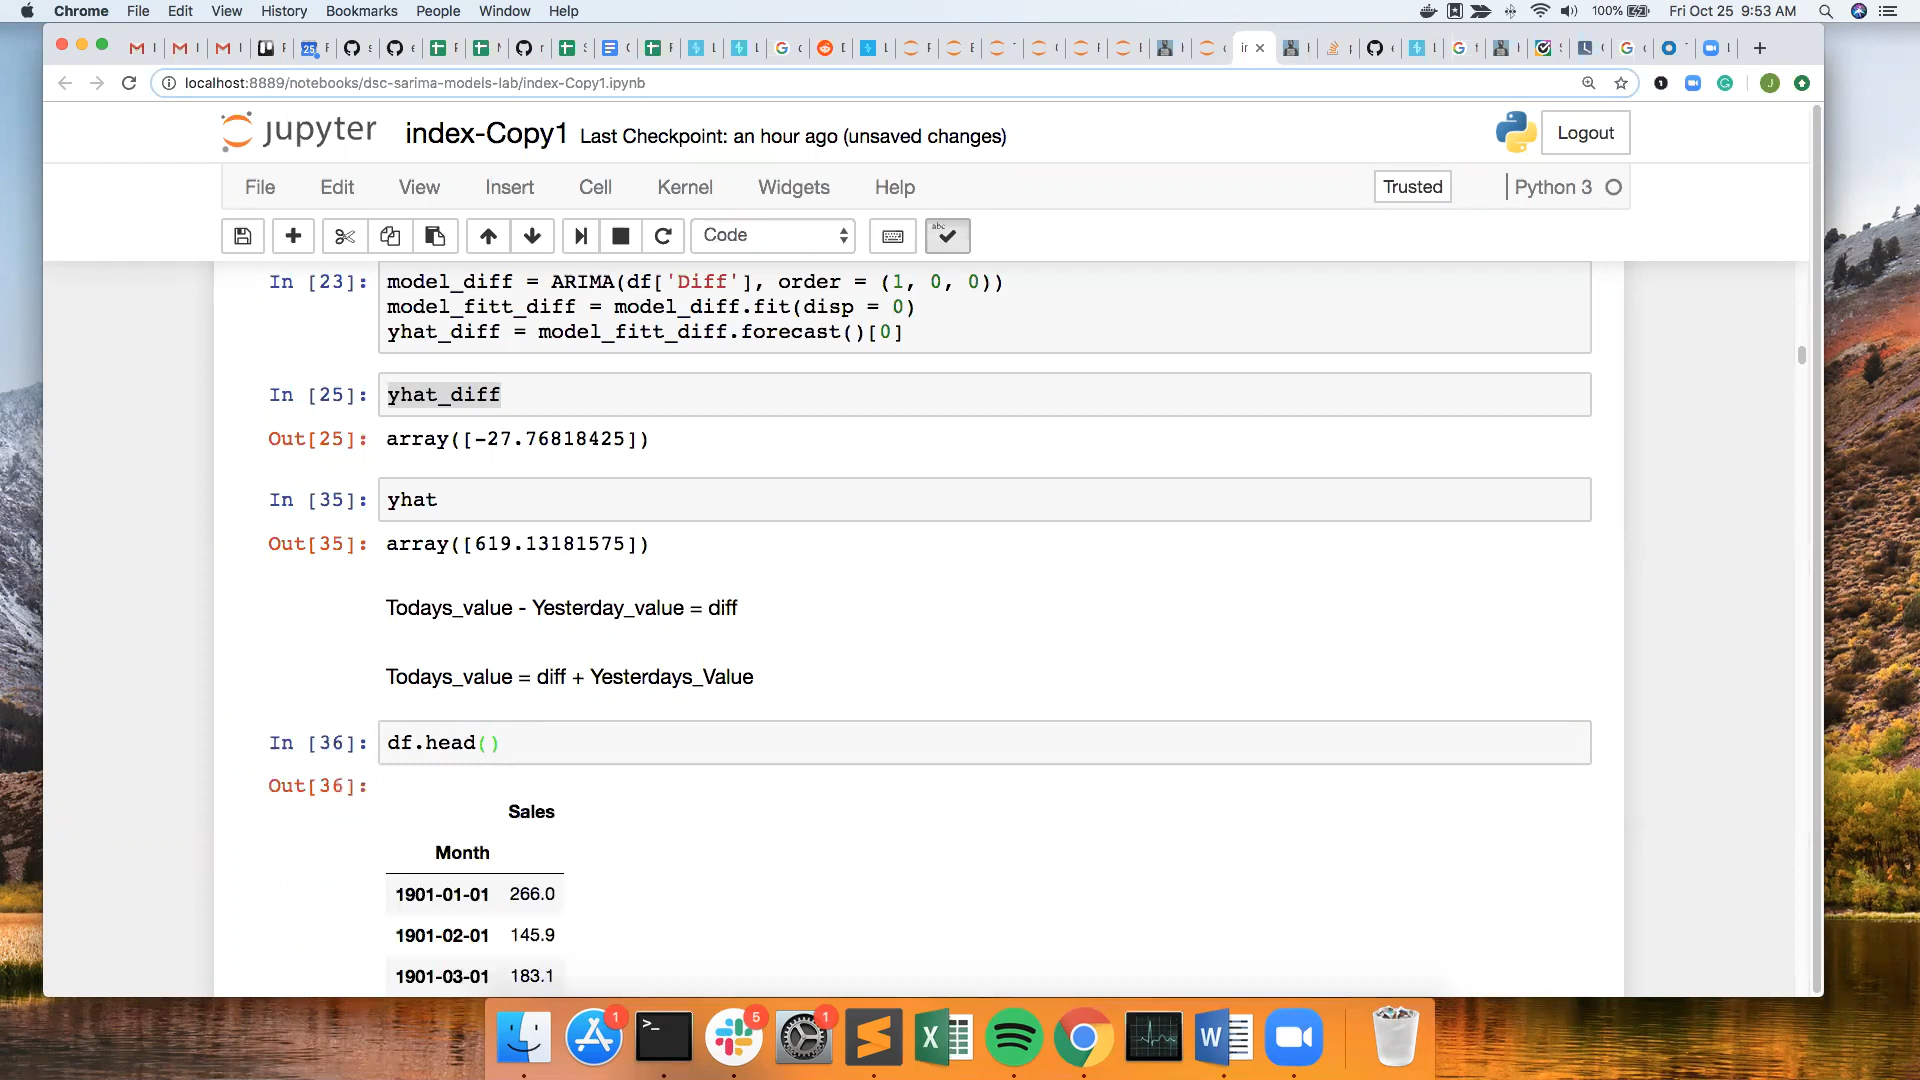 Chrome File Edit View History Bookmarks People Window Help 100% Fri Oct 25 9:53 AM
localhost:8889/notebooks/dsc-sarima-models-lab/index-Copy1.ipynb
jupyter index-Copy1 Last Checkpoint: an hour ago (unsaved changes) Logout
File Edit View Insert Cell Kernel Widgets Help Trusted Python 3
Code abc
In [23]: model_diff = ARIMA(df['Diff'], order = (1, 0, 0))
model_fitt_diff = model_diff.fit(disp = 0)
yhat_diff = model_fitt_diff.forecast()[0]
In [25]: yhat_diff
Out[25]: array([-27.76818425])
In [35]: yhat
Out[35]: array([619.13181575])
Todays_value - Yesterday_value = diff
Todays_value = diff + Yesterdays_Value
In [36]: df.head()
Out[36]:
Sales
Month
1901-01-01 266.0
1901-02-01 145.9
1901-03-01 183.1
1 5 1